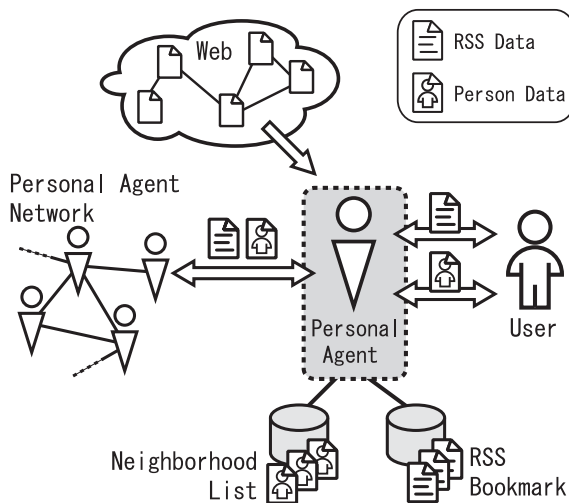 Web
RSS Data
Person Data
Personal Agent
Network
Personal
Agent
User
Neighborhood
List
RSS
Bookmark